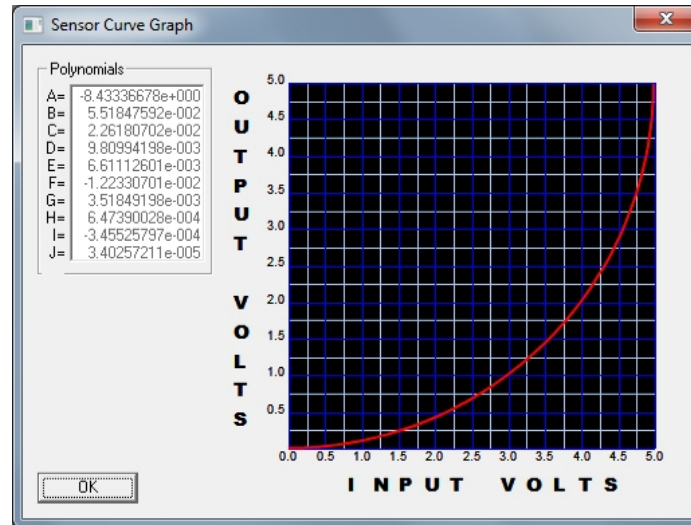 Sensor Curve Graph
x
Polynomials
A= -8.43336678e+000
B= 5.51847592e-002
C= 2.26180702e-002
D= 9.80994198e-003
E= 6.61112601e-003
F= -1.22330701e-002
G= 3.51849198e-003
H= 6.47390028e-004
I= -3.45525797e-004
J= 3.40257211e-005
OUTPUT VOLTS
5.0
4.5
4.0
3.5
3.0
2.5
2.0
1.5
1.0
0.5
0.0 0.5 1.0 1.5 2.0 2.5 3.0 3.5 4.0 4.5 5.0
INPUT VOLTS
OK